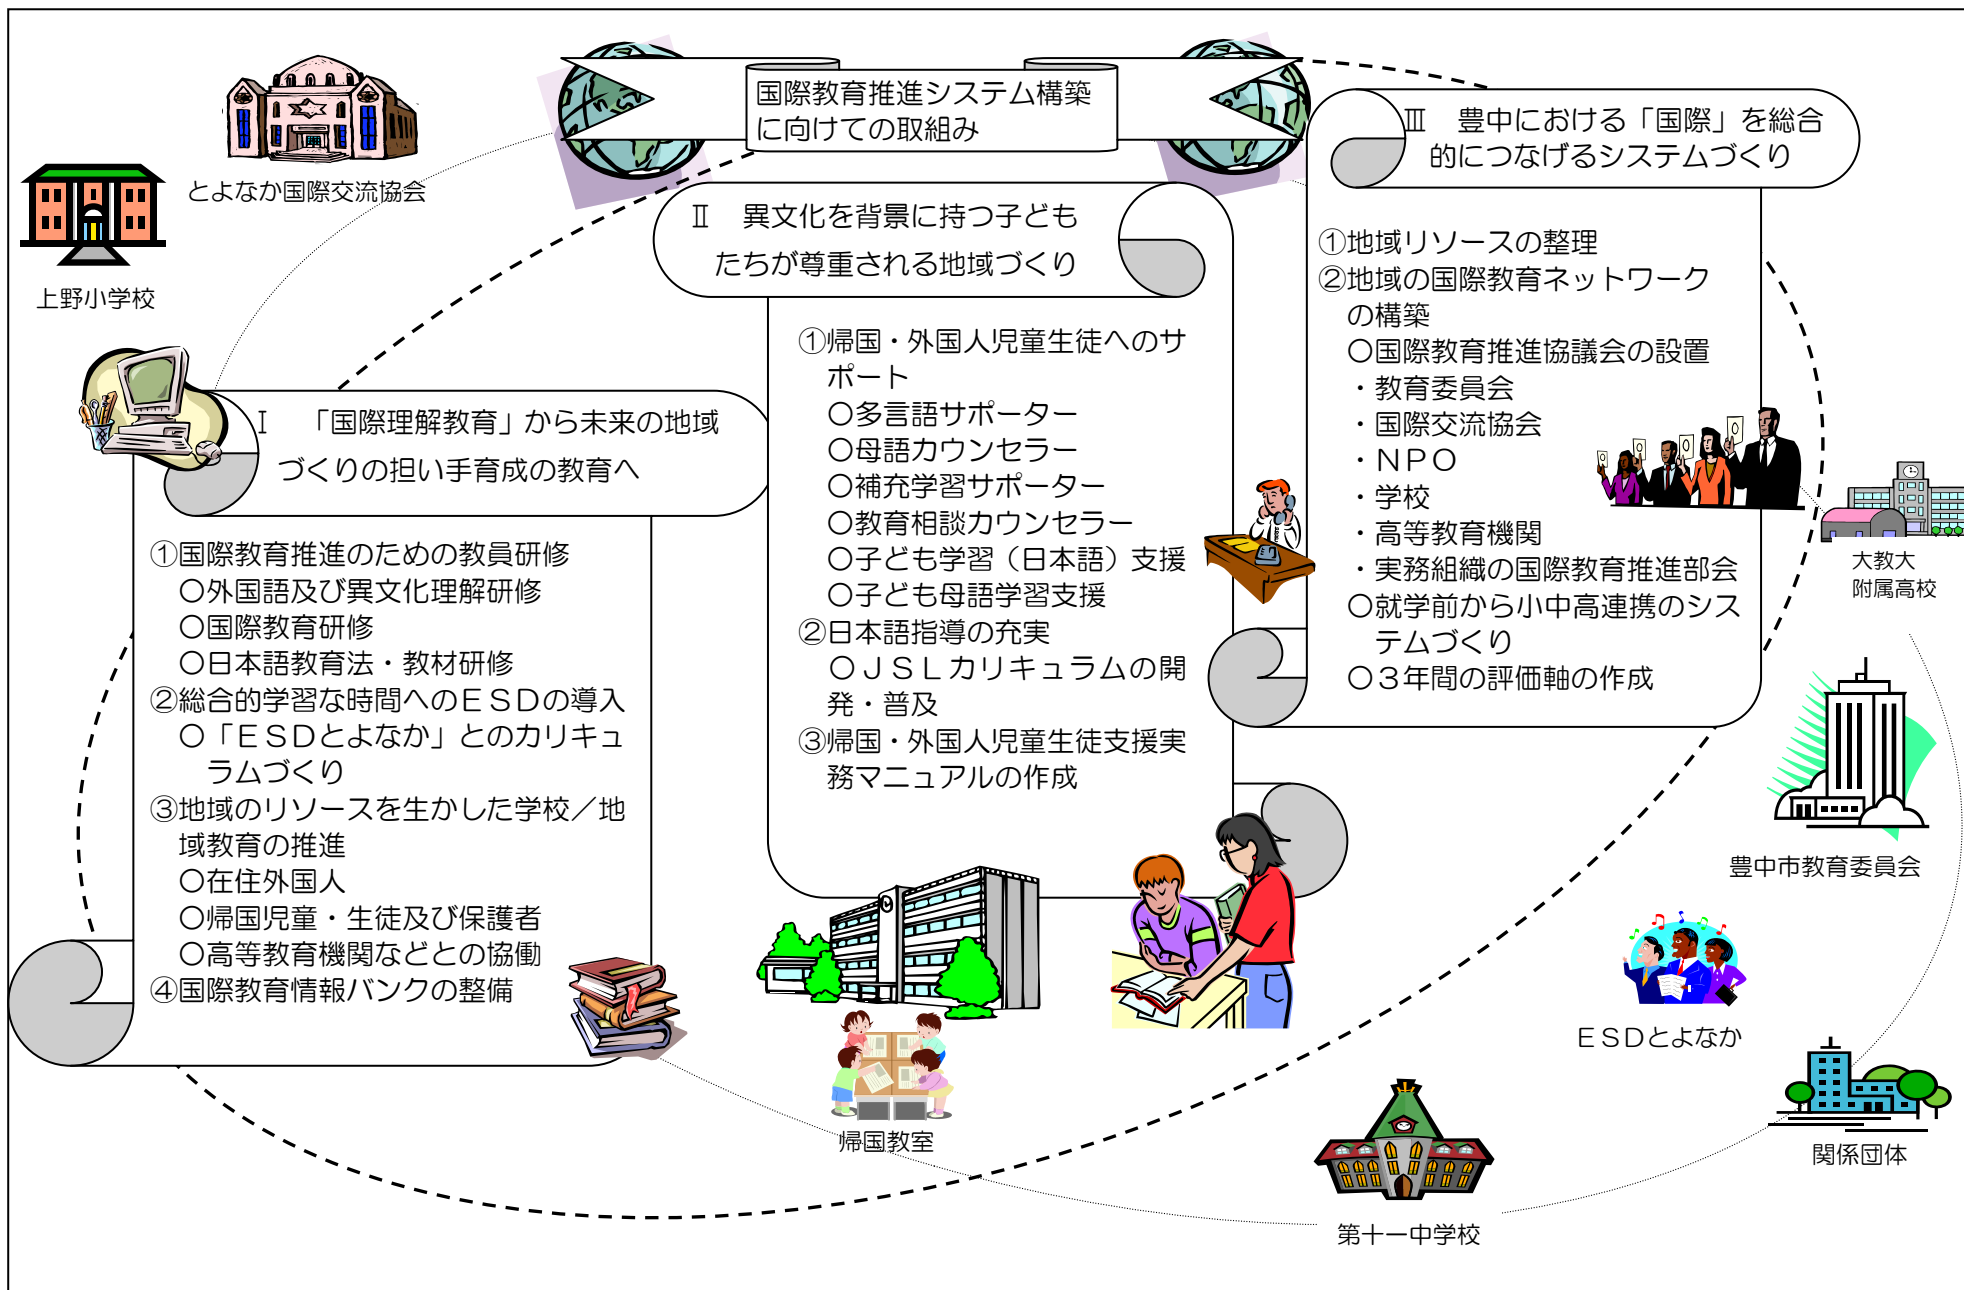 国際教育推進システム構築
に向けての取組み
とよなか国際交流協会
上野小学校
Ⅰ　「国際理解教育」から未来の地域
づくりの担い手育成の教育へ
①国際教育推進のための教員研修
○外国語及び異文化理解研修
○国際教育研修
○日本語教育法・教材研修
②総合的学習な時間へのＥＳＤの導入
○「ＥＳＤとよなか」とのカリキュ
ラムづくり
③地域のリソースを生かした学校／地
域教育の推進
○在住外国人
○帰国児童・生徒及び保護者
○高等教育機関などとの協働
④国際教育情報バンクの整備
Ⅱ　異文化を背景に持つ子ども
たちが尊重される地域づくり
①帰国・外国人児童生徒へのサ
ポート
○多言語サポーター
○母語カウンセラー
○補充学習サポーター
○教育相談カウンセラー
○子ども学習（日本語）支援
○子ども母語学習支援
②日本語指導の充実
○ＪＳＬカリキュラムの開
発・普及
③帰国・外国人児童生徒支援実
務マニュアルの作成
Ⅲ　豊中における「国際」を総合
的につなげるシステムづくり
①地域リソースの整理
②地域の国際教育ネットワーク
の構築
○国際教育推進協議会の設置
・教育委員会
・国際交流協会
・ＮＰＯ
・学校
・高等教育機関
・実務組織の国際教育推進部会
○就学前から小中高連携のシス
テムづくり
○３年間の評価軸の作成
大教大
附属高校
豊中市教育委員会
ＥＳＤとよなか
関係団体
第十一中学校
帰国教室